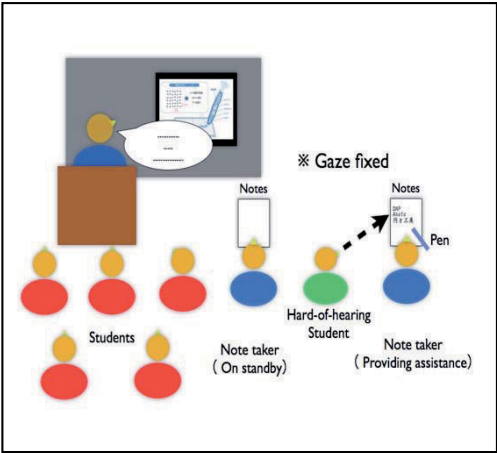 ※ Gaze fixed
Notes
Notes
Pen
Students
Hard-of-hearing
Student
Note taker
( On standby)
Note taker
( Providing assistance)